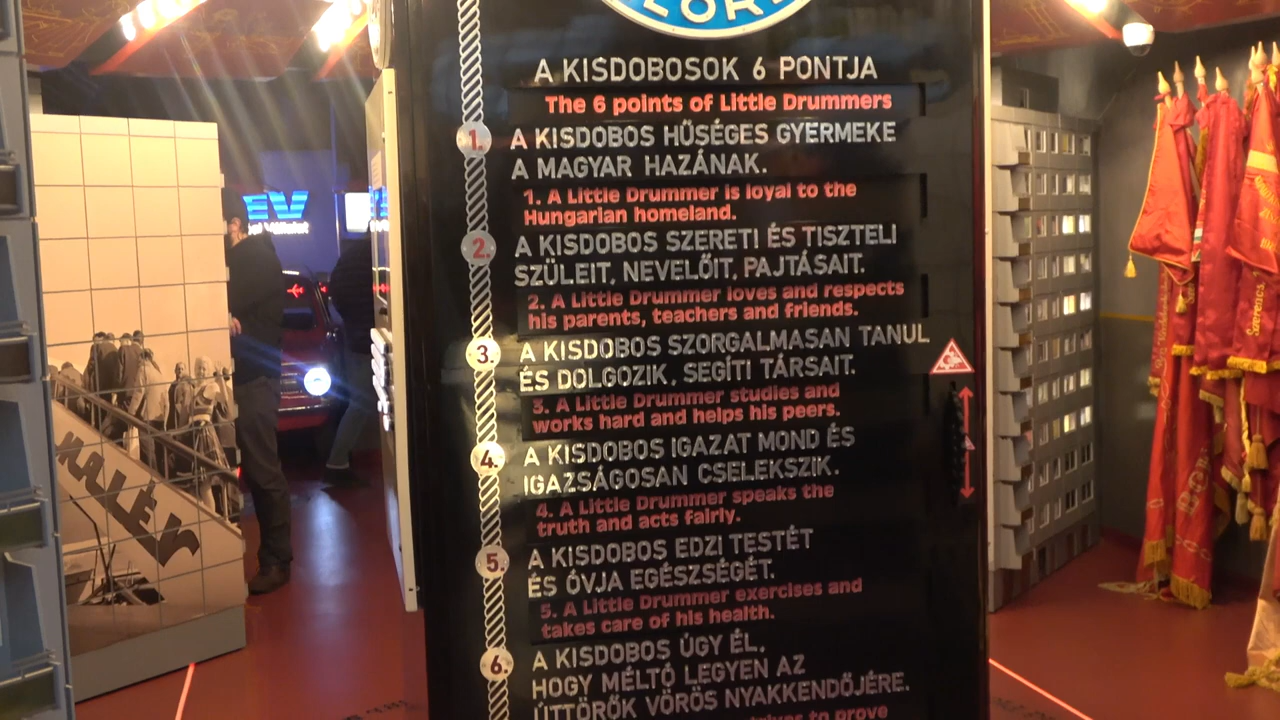 A KISDOBOSOK 6 PONTJA
The 6 points of Little Drummers
1. A KISDOBOS HŰSÉGES GYERMEKE
A MAGYAR HAZÁNAK.
1. A Little Drummer is loyal to the
Hungarian homeland.
2. A KISDOBOS SZERETI ÉS TISZTELI
SZÜLEIT, NEVELŐIT, PAJTÁSAIT.
2. A Little Drummer loves and respects
his parents, teachers and friends.
3. A KISDOBOS SZORGALMASAN TANUL
ÉS DOLGOZIK, SEGÍTI TÁRSAIT.
3. A Little Drummer studies and
works hard and helps his peers.
4. A KISDOBOS IGAZAT MOND ÉS
IGAZSÁGOSAN CSELEKSZIK.
4. A Little Drummer speaks the
truth and acts fairly.
5. A KISDOBOS EDZI TESTÉT
ÉS ÓVJA EGÉSZSÉGÉT.
5. A Little Drummer exercises and
takes care of his health.
6. A KISDOBOS ÚGY ÉL,
HOGY MÉLTÓ LEGYEN AZ
ÚTTÖRŐK VÖRÖS NYAKKENDŐJÉRE.
to prove
MALÉV
EV